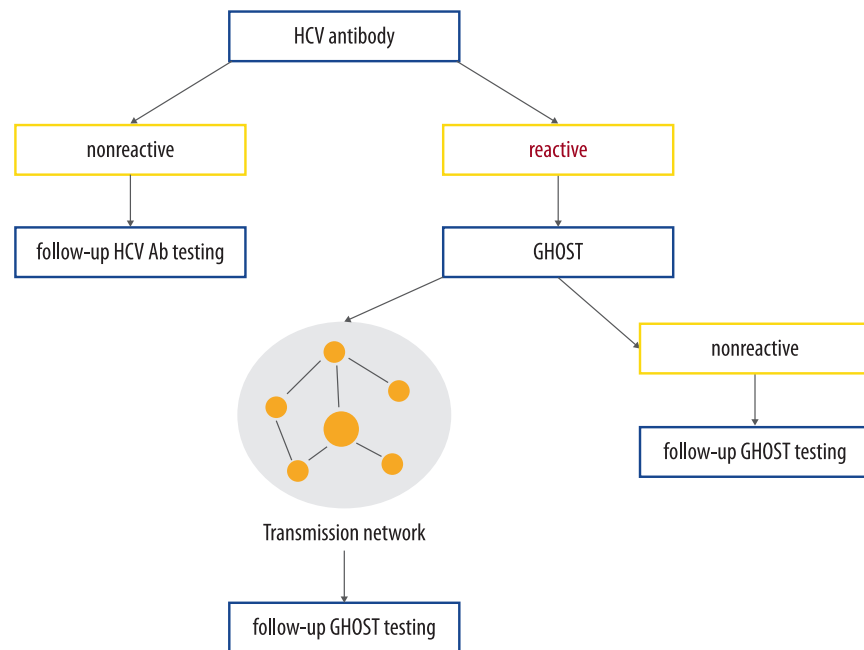 HCV antibody
nonreactive
reactive
follow-up HCV Ab testing
GHOST
nonreactive
follow-up GHOST testing
Transmission network
follow-up GHOST testing